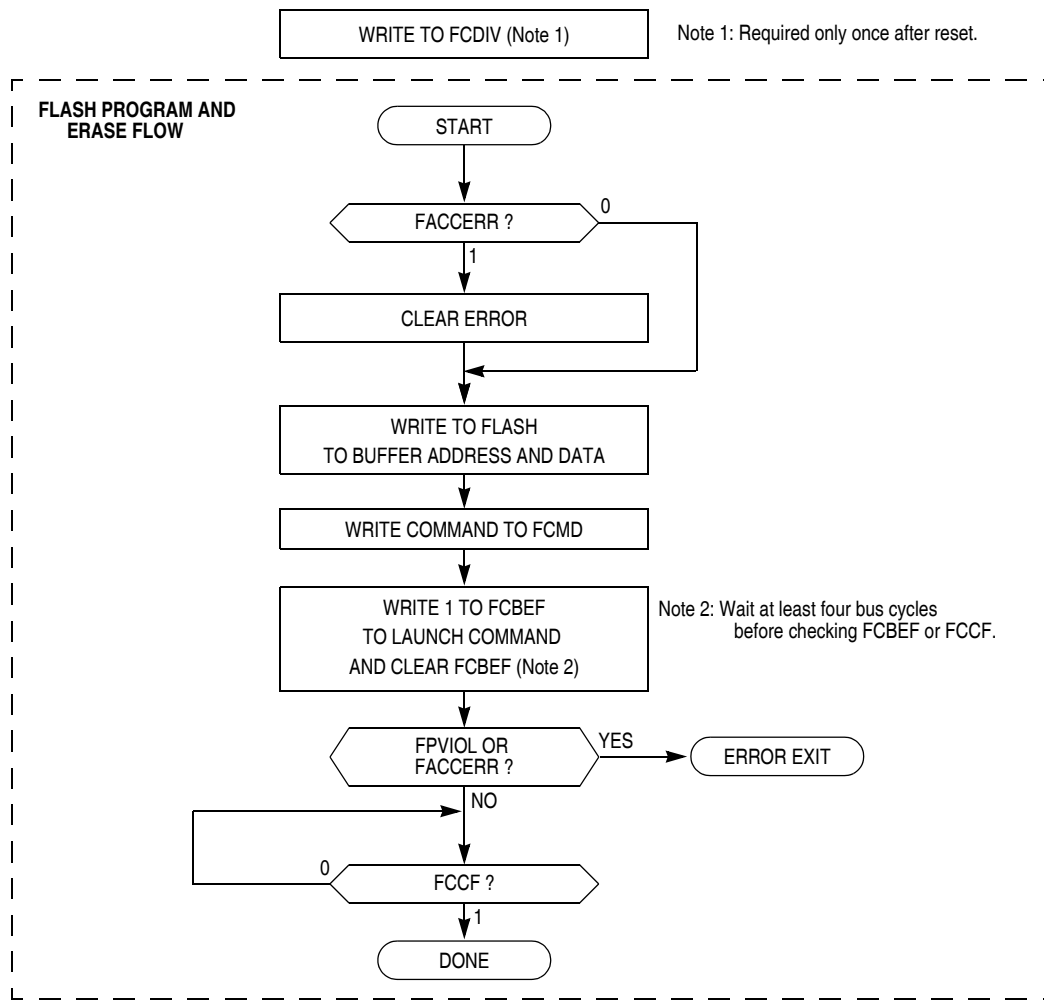 WRITE TO FCDIV (Note 1)
Note 1: Required only once after reset.
FLASH PROGRAM AND
ERASE FLOW
START
FACCERR ?
0
1
CLEAR ERROR
WRITE TO FLASH
TO BUFFER ADDRESS AND DATA
WRITE COMMAND TO FCMD
WRITE 1 TO FCBEF
TO LAUNCH COMMAND
AND CLEAR FCBEF (Note 2)
Note 2: Wait at least four bus cycles
before checking FCBEF or FCCF.
FPVIOL OR
FACCERR ?
YES
ERROR EXIT
NO
0
FCCF ?
1
DONE